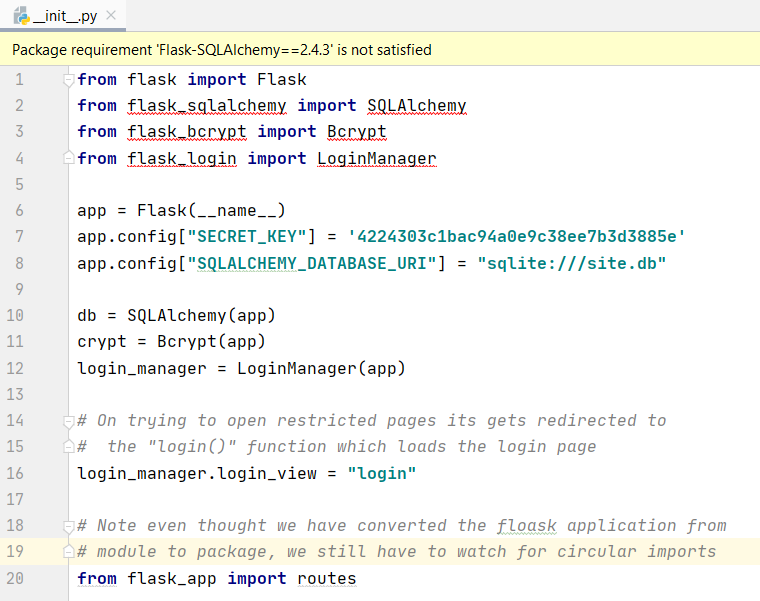 __init__.py
Package requirement 'Flask-SQLAlchemy==2.4.3' is not satisfied
1 from flask import Flask
2 from flask_sqlalchemy import SQLAlchemy
3 from flask_bcrypt import Bcrypt
4 from flask_login import LoginManager
5
6 app = Flask(__name__)
7 app.config["SECRET_KEY"] = '4224303c1bac94a0e9c38ee7b3d3885e'
8 app.config["SQLALCHEMY_DATABASE_URI"] = "sqlite:///site.db"
9
10 db = SQLAlchemy(app)
11 crypt = Bcrypt(app)
12 login_manager = LoginManager(app)
13
14 # On trying to open restricted pages its gets redirected to
15 #  the "login()" function which loads the login page
16 login_manager.login_view = "login"
17
18 # Note even thought we have converted the floask application from
19 # module to package, we still have to watch for circular imports
20 from flask_app import routes